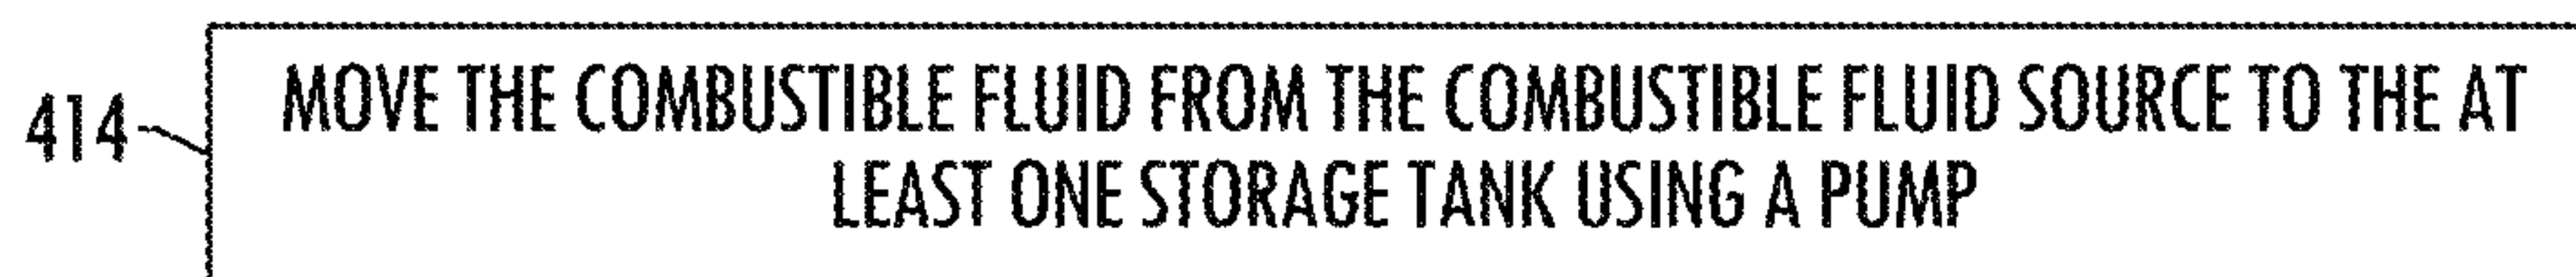 414
MOVE THE COMBUSTIBLE FLUID FROM THE COMBUSTIBLE FLUID SOURCE TO THE AT
LEAST ONE STORAGE TANK USING A PUMP